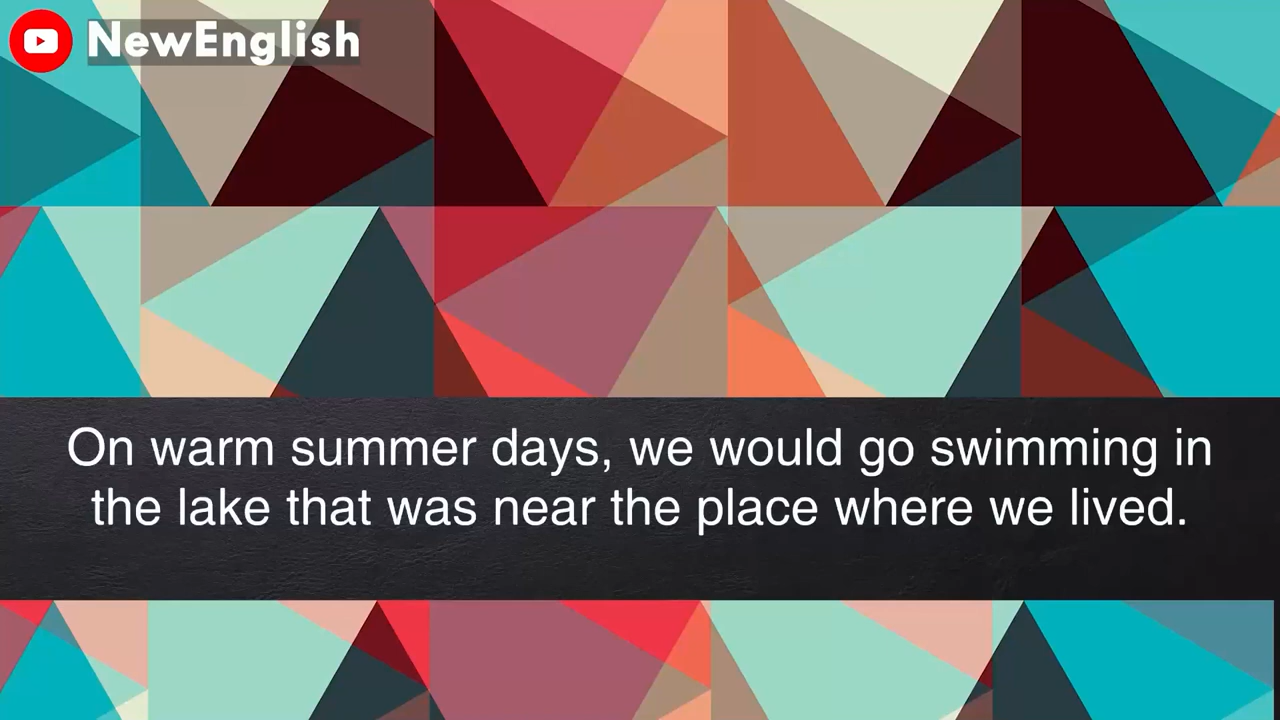 NewEnglish
On warm summer days, we would go swimming in
the lake that was near the place where we lived.